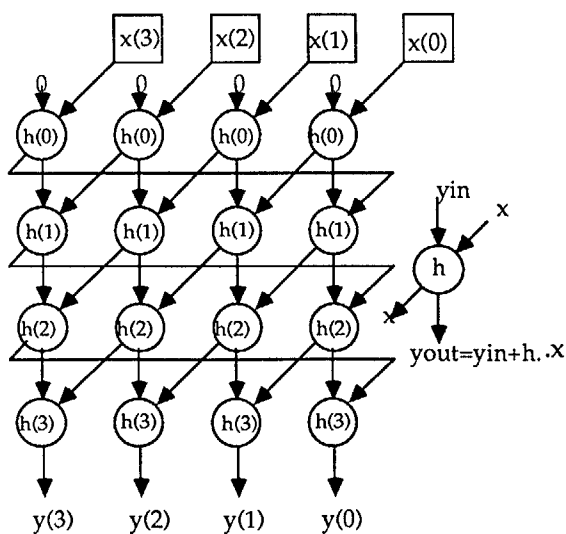 x(3) x(2) x(1) x(0)
0 0 0 0
h(0) h(0) h(0) h(0)
h(1) h(1) h(1) h(1)
yin
x
h
x
h(2) h(2) h(2) h(2)
yout=yin+h. .x
h(3) h(3) h(3) h(3)
y(3) y(2) y(1) y(0)